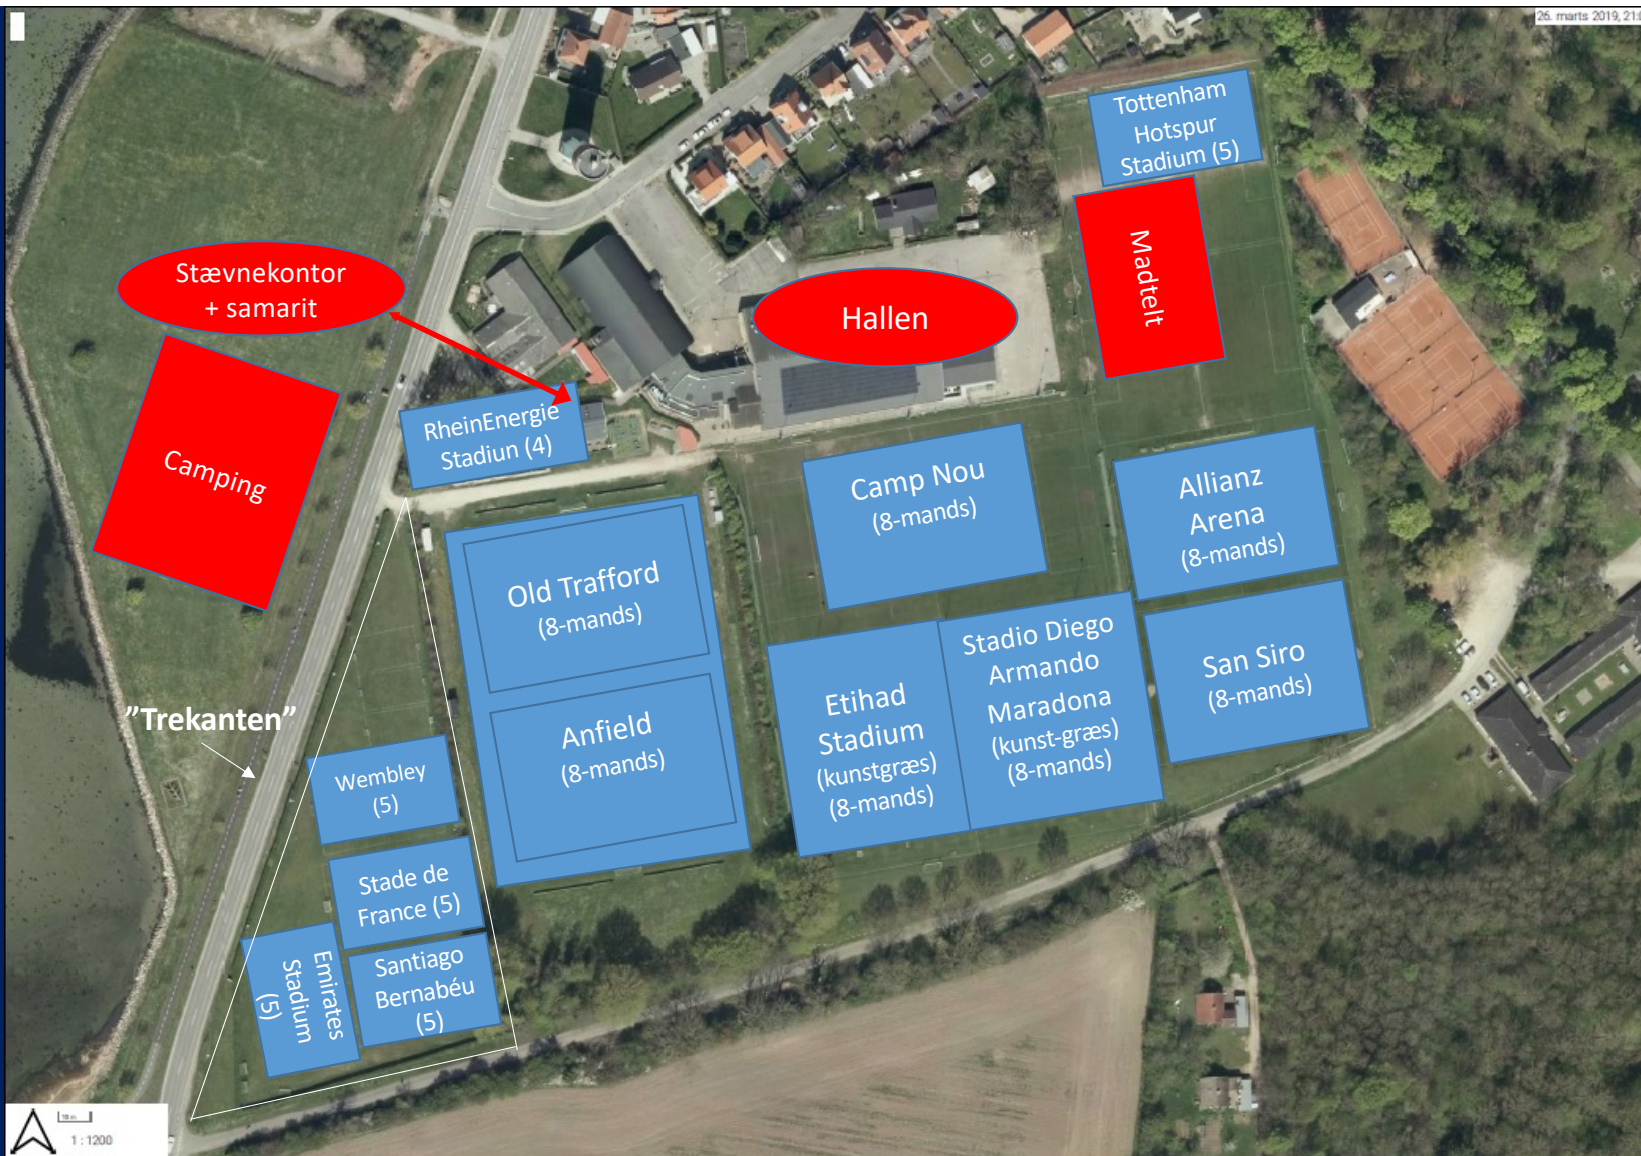 26. marts 2019, 21:
Tottenham
Hotspur
Stadium (5)
Madtelt
Stævnekontor
+ samarit
Hallen
Camping
RheinEnergie
Stadiun (4)
Camp Nou
(8-mands)
Allianz
Arena
(8-mands)
Old Trafford
(8-mands)
Anfield
(8-mands)
Etihad
Stadium
(kunstgræs)
(8-mands)
Stadio Diego
Armando
Maradona
(kunst-græs)
(8-mands)
San Siro
(8-mands)
”Trekanten”
Wembley
(5)
Stade de
France (5)
Emirates
Stadium
(5)
Santiago
Bernabéu
(5)
10 m
1 : 1200